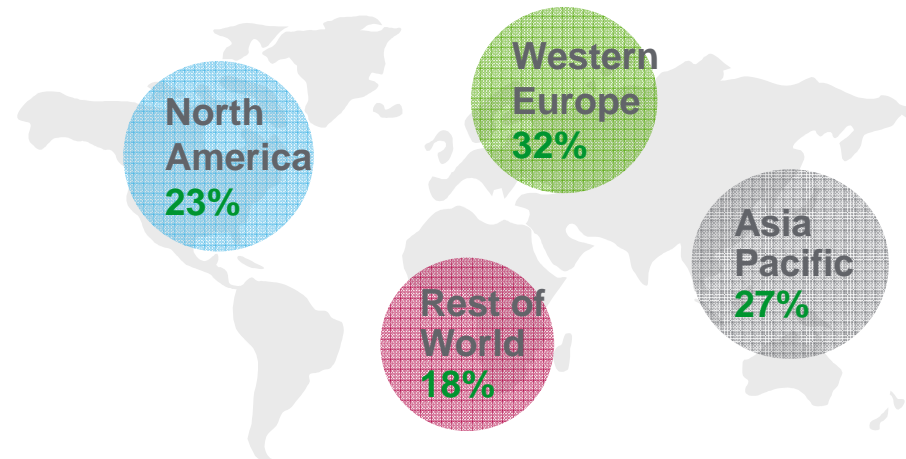 North
America
23%
Western
Europe
32%
Rest of
World
18%
Asia
Pacific
27%